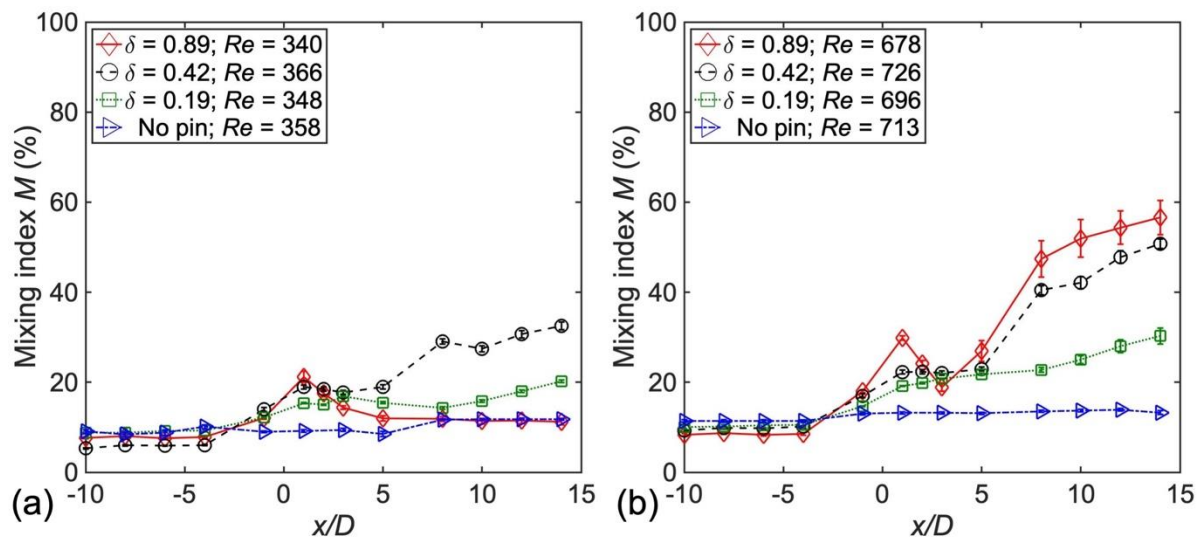 100
80
60
40
20
0
Mixing index M (%)
δ = 0.89; Re = 340
δ = 0.42; Re = 366
δ = 0.19; Re = 348
No pin; Re = 358
-10 -5 0 5 10 15
x/D
(a)
100
80
60
40
20
0
Mixing index M (%)
δ = 0.89; Re = 678
δ = 0.42; Re = 726
δ = 0.19; Re = 696
No pin; Re = 713
-10 -5 0 5 10 15
x/D
(b)